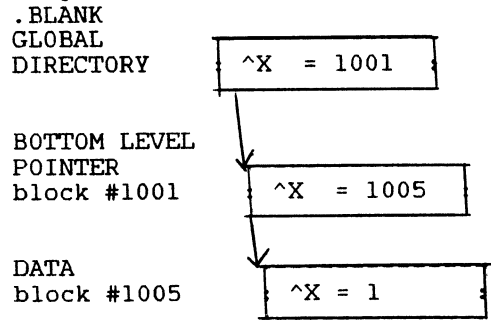 .BLANK
GLOBAL
DIRECTORY ^X = 1001
BOTTOM LEVEL
POINTER
block #1001 ^X = 1005
DATA
block #1005 ^X = 1